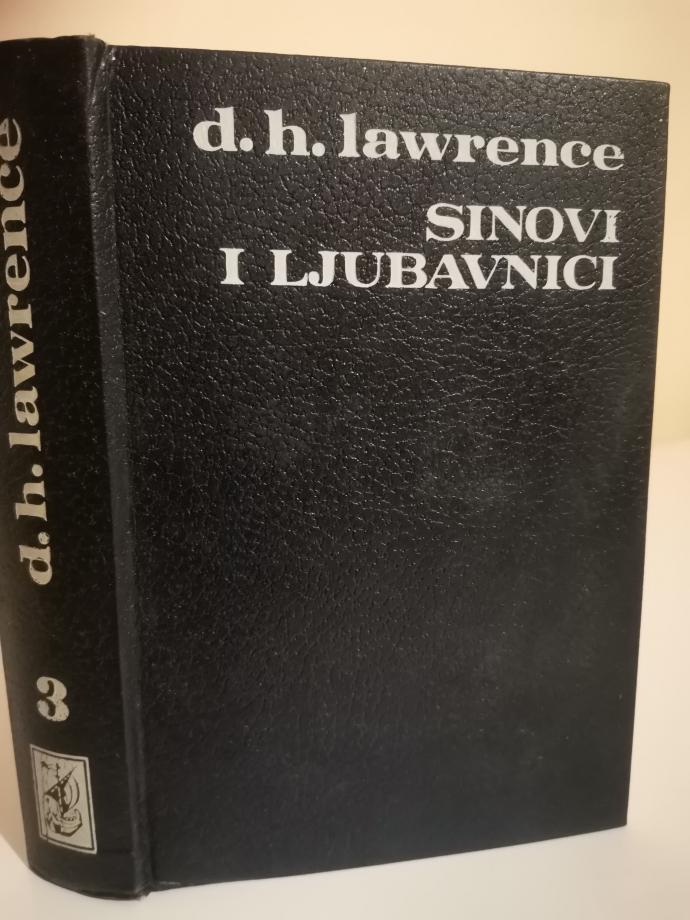 d.h. lawrence
SINOVI
I LJUBAVNICI
d.h. lawrence
3